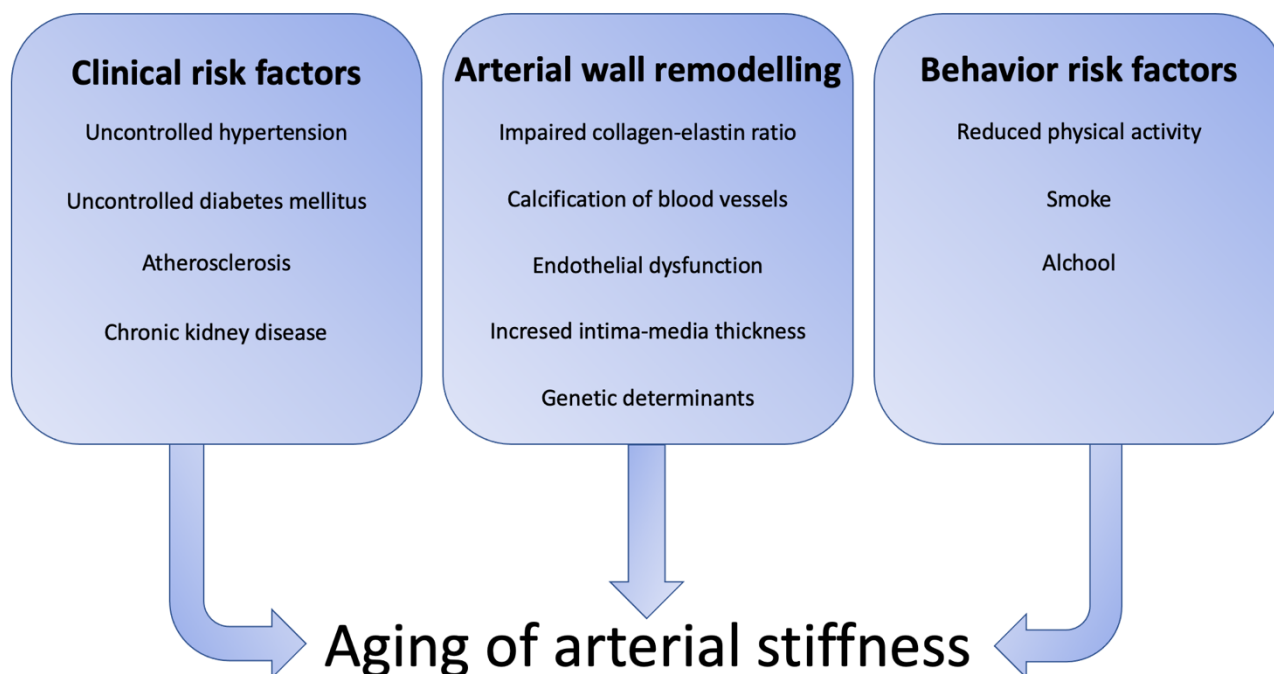 Clinical risk factors
Uncontrolled hypertension
Uncontrolled diabetes mellitus
Atherosclerosis
Chronic kidney disease
Arterial wall remodelling
Impaired collagen-elastin ratio
Calcification of blood vessels
Endothelial dysfunction
Incresed intima-media thickness
Genetic determinants
Behavior risk factors
Reduced physical activity
Smoke
Alchool
Aging of arterial stiffness